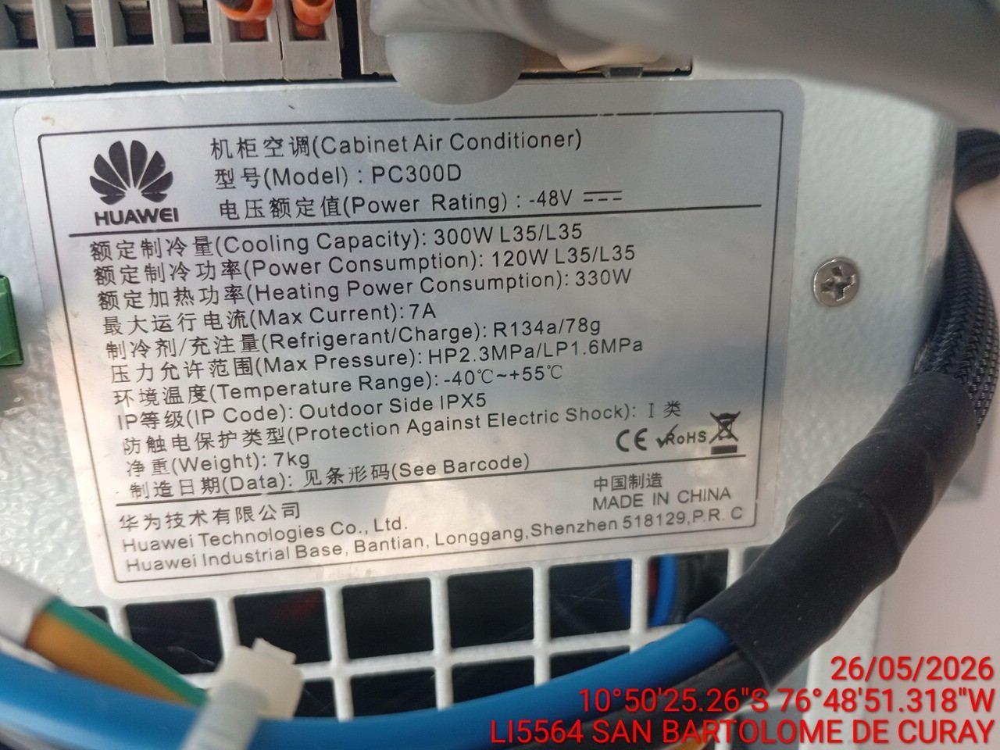 HUAWEI
机柜空调(Cabinet Air Conditioner)
型号(Model) : PC300D
电压额定值(Power Rating) : -48V
额定制冷量(Cooling Capacity): 300W L35/L35
额定制冷功率(Power Consumption): 120W L35/L35
额定加热功率(Heating Power Consumption): 330W
最大运行电流(Max Current): 7A
制冷剂/充注量(Refrigerant/Charge): R134a/78g
压力允许范围(Max Pressure): HP2.3MPa/LP1.6MPa
环境温度(Temperature Range): -40℃~+55℃
IP等级(IP Code): Outdoor Side IPX5
防触电保护类型(Protection Against Electric Shock): I 类
净重(Weight): 7kg
CE RoHS
制造日期(Data): 见条形码(See Barcode)
华为技术有限公司
中国制造
MADE IN CHINA
Huawei Technologies Co., Ltd.
Huawei Industrial Base, Bantian, Longgang,Shenzhen 518129,P.R. C
26/05/2026
10°50'25.26"S 76°48'51.318"W
LI5564 SAN BARTOLOME DE CURAY